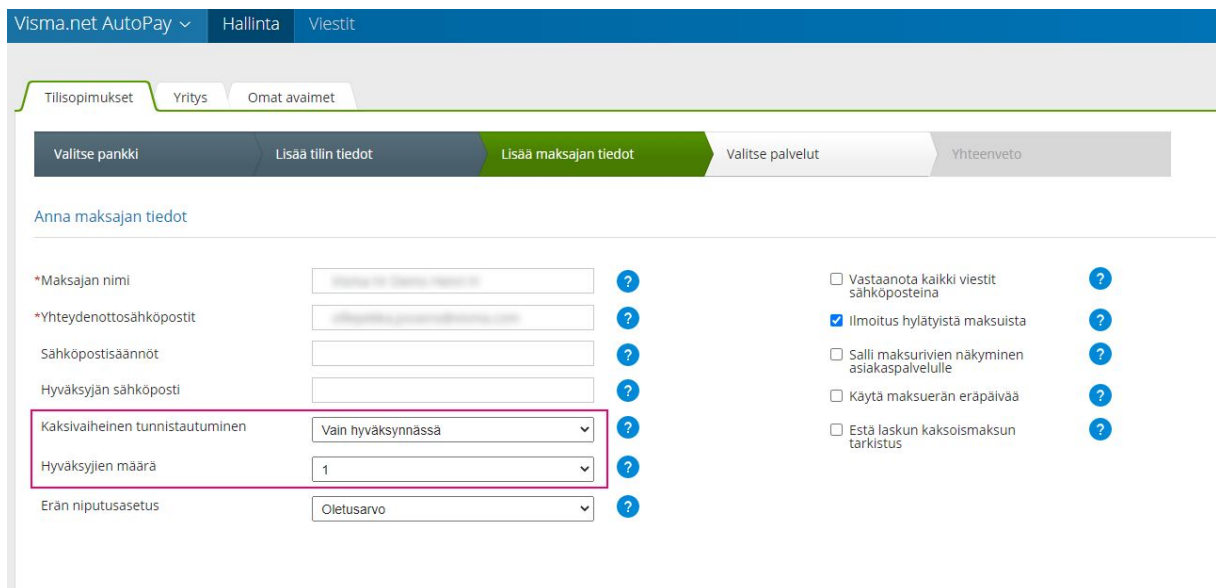 Visma.net AutoPay Hallinta Viestit
Tilisopimukset Yritys Omat avaimet
Valitse pankki Lisää tilin tiedot Lisää maksajan tiedot Valitse palvelut Yhteenveto
Anna maksajan tiedot
*Maksajan nimi ?
*Yhteydenottosähköpostit ?
Sähköpostisäännöt ?
Hyväksyjän sähköposti ?
Kaksivaiheinen tunnistautuminen Vain hyväksynnässä ?
Hyväksyjien määrä 1 ?
Erän niputusasetus Oletusarvo ?
Vastaanota kaikki viestit ?
sähköposteina
Ilmoitus hylätyistä maksuista ?
Salli maksurivien näkyminen ?
asiakaspalvelulle
Käytä maksuerän eräpäivää ?
Estä laskun kaksoismaksun ?
tarkistus